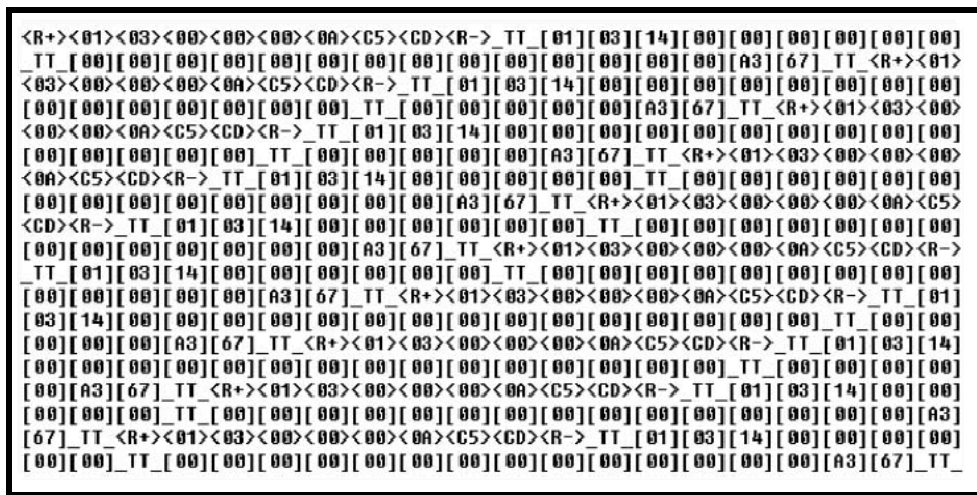 <R+><01><03><00><00><00><0A><C5><CD><R->_TT_[01][03][14][00][00][00][00][00][00]
_TT_[00][00][00][00][00][00][00][00][00][00][00][00][00][00][A3][67]_TT_<R+><01>
<03><00><00><00><0A><C5><CD><R->_TT_[01][03][14][00][00][00][00][00][00][00][00]
[00][00][00][00][00][00][00]_TT_[00][00][00][00][00][A3][67]_TT_<R+><01><03><00>
<00><00><0A><C5><CD><R->_TT_[01][03][14][00][00][00][00][00][00][00][00][00][00]
[00][00][00][00][00]_TT_[00][00][00][00][00][A3][67]_TT_<R+><01><03><00><00><00>
<0A><C5><CD><R->_TT_[01][03][14][00][00][00][00][00]_TT_[00][00][00][00][00][00]
[00][00][00][00][00][00][00][00][00][A3][67]_TT_<R+><01><03><00><00><00><0A><C5>
<CD><R->_TT_[01][03][14][00][00][00][00][00][00]_TT_[00][00][00][00][00][00][00]
[00][00][00][00][00][00][00][A3][67]_TT_<R+><01><03><00><00><00><0A><C5><CD><R->
_TT_[01][03][14][00][00][00][00][00][00]_TT_[00][00][00][00][00][00][00][00][00]
[00][00][00][00][00][A3][67]_TT_<R+><01><03><00><00><00><0A><C5><CD><R->_TT_[01]
[03][14][00][00][00][00][00][00][00][00][00][00][00][00][00][00][00]_TT_[00][00]
[00][00][00][A3][67]_TT_<R+><01><03><00><00><00><0A><C5><CD><R->_TT_[01][03][14]
[00][00][00][00][00][00][00][00][00][00][00][00][00][00][00]_TT_[00][00][00][00]
[00][A3][67]_TT_<R+><01><03><00><00><00><0A><C5><CD><R->_TT_[01][03][14][00][00]
[00][00][00]_TT_[00][00][00][00][00][00][00][00][00][00][00][00][00][00][00][A3]
[67]_TT_<R+><01><03><00><00><00><0A><C5><CD><R->_TT_[01][03][14][00][00][00][00]
[00][00]_TT_[00][00][00][00][00][00][00][00][00][00][00][00][00][00][A3][67]_TT_